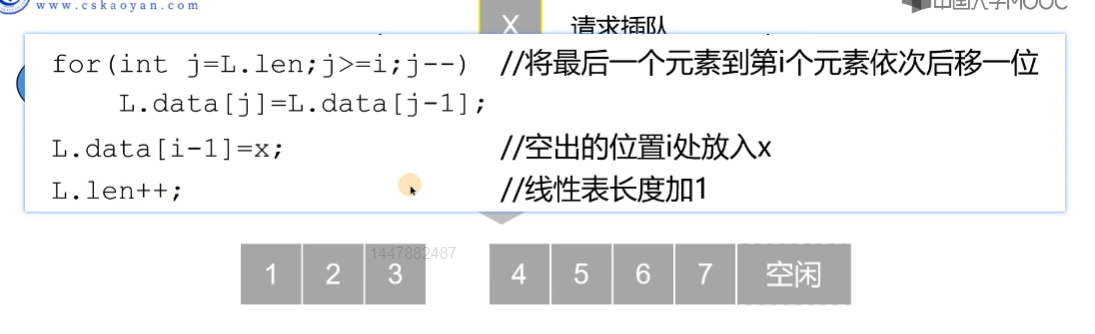 www.cskaoyan.com
中国大学MOOC
X
请求插队
for(int j=L.len;j>=i;j--) //将最后一个元素到第i个元素依次后移一位
L.data[j]=L.data[j-1];
L.data[i-1]=x; //空出的位置i处放入x
L.len++; //线性表长度加1
1447882487
1 2 3 4 5 6 7 空闲